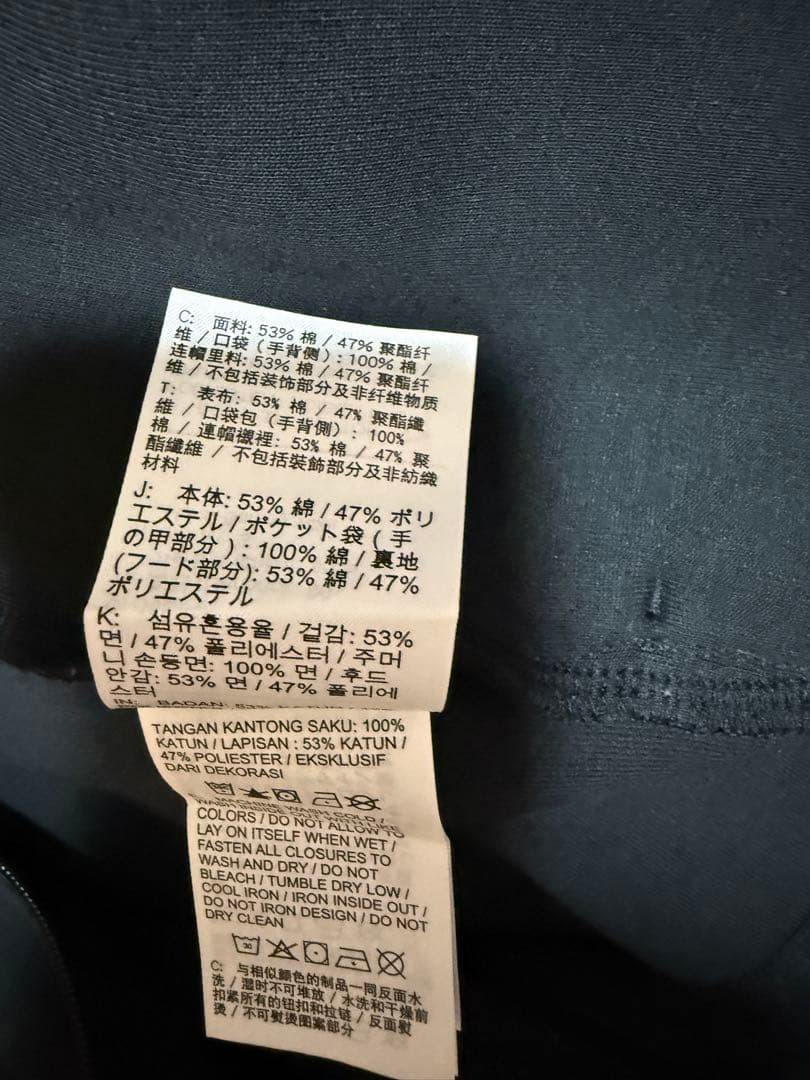 C: 面料: 53% 棉 / 47% 聚酯纤
维 / 口袋 (手背侧) : 100% 棉 /
连帽里料: 53% 棉 / 47% 聚酯纤
维 / 不包括装饰部分及非纤维物质
T: 表布: 53% 棉 / 47% 聚酯纖
維 / 口袋包 (手背側) : 100%
棉 / 連帽襯裡: 53% 棉 / 47% 聚
酯纖維 / 不包括裝飾部分及非紡織
材料
J: 本体: 53% 綿 / 47% ポリ
エステル / ポケット袋 ( 手
の甲部分 ) : 100% 綿 / 裏地
(フード部分): 53% 綿 / 47%
ポリエステル
K: 섬유혼용율 / 겉감: 53%
면 / 47% 폴리에스터 / 주머
니 손등면: 100% 면 / 후드
안감: 53% 면 / 47% 폴리에
스터
IN: BADAN: 53% KATUN
TANGAN KANTONG SAKU: 100%
KATUN / LAPISAN : 53% KATUN /
47% POLIESTER / EKSKLUSIF
DARI DEKORASI
MACHINE WASH COLD /
WASH INSIDE OUT WITH LIKE
COLORS / DO NOT ALLOW TO
LAY ON ITSELF WHEN WET /
FASTEN ALL CLOSURES TO
WASH AND DRY / DO NOT
BLEACH / TUMBLE DRY LOW /
COOL IRON / IRON INSIDE OUT /
DO NOT IRON DESIGN / DO NOT
DRY CLEAN
30
C: 与相似颜色的制品一同反面水
洗 / 湿时不可堆放 / 水洗和干燥前
扣紧所有的钮扣和拉链 / 反面熨
烫 / 不可熨烫图案部分